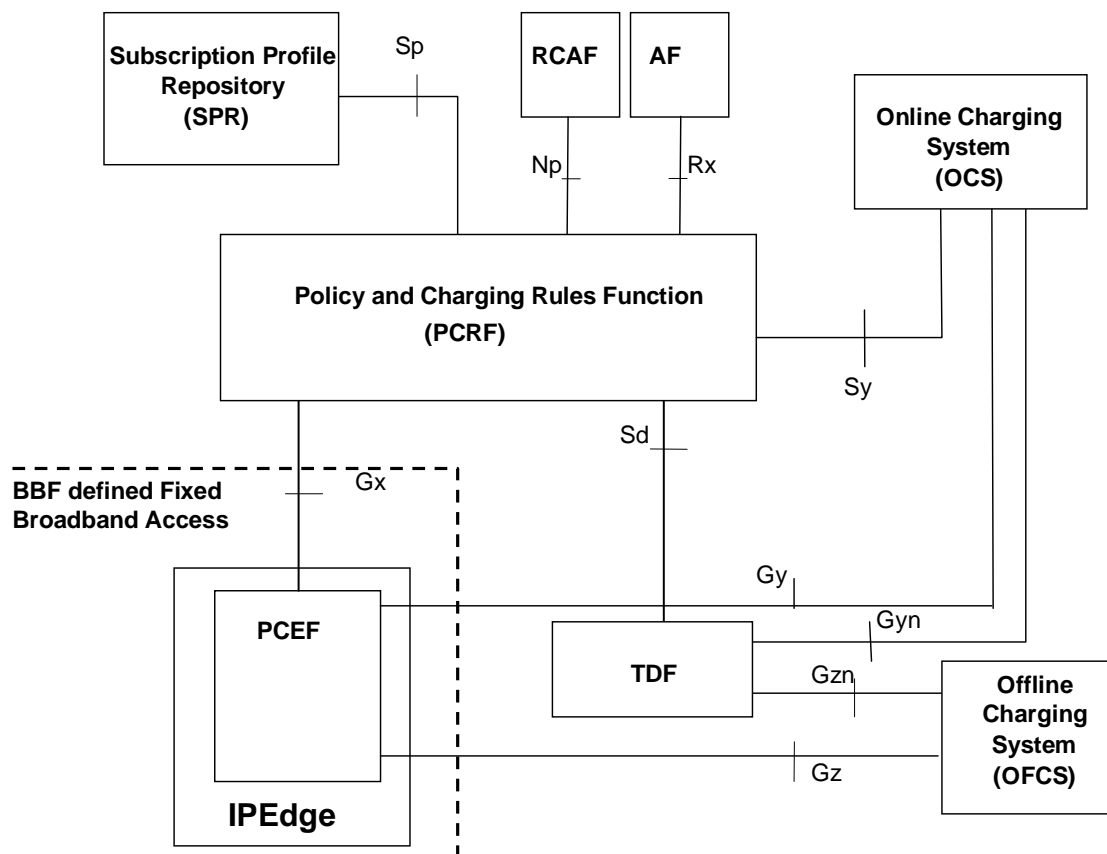 Subscription Profile
Repository
(SPR)
Sp
RCAF
AF
Online Charging
System
(OCS)
Np
Rx
Policy and Charging Rules Function
(PCRF)
Sy
Sd
Gx
BBF defined Fixed
Broadband Access
Gy
PCEF
Gyn
TDF
Gzn
Offline
Charging
System
(OFCS)
Gz
IPEdge